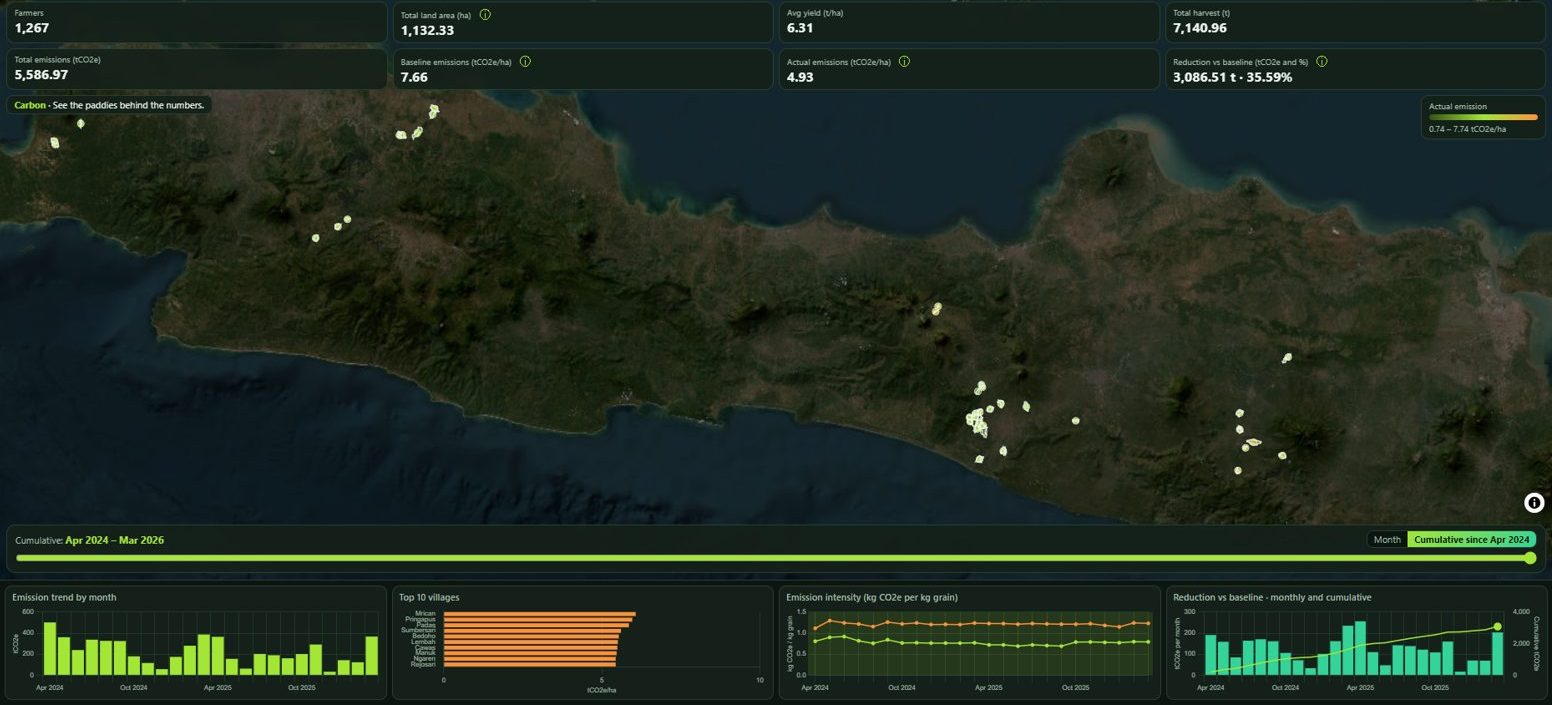 Farmers
1,267
Total land area (ha)
1,132.33
Avg yield (t/ha)
6.31
Total harvest (t)
7,140.96
Total emissions (tCO2e)
5,586.97
Baseline emissions (tCO2e/ha)
7.66
Actual emissions (tCO2e/ha)
4.93
Reduction vs baseline (tCO2e and %)
3,086.51 t · 35.59%
Carbon · See the paddies behind the numbers.
Actual emission
0.74 – 7.74 tCO2e/ha
Cumulative: Apr 2024 – Mar 2026
Month
Cumulative since Apr 2024
Emission trend by month
600
400
200
0
tCO2e
Apr 2024
Oct 2024
Apr 2025
Oct 2025
Top 10 villages
Mrican
Pringapus
Padas
Sumbersari
Bedoho
Lembah
Cawas
Manuk
Ngaren
Rejosari
0
5
10
tCO2e/ha
Emission intensity (kg CO2e per kg grain)
1.5
1.0
0.5
0.0
kg CO2e / kg grain
Apr 2024
Oct 2024
Apr 2025
Oct 2025
Reduction vs baseline - monthly and cumulative
300
200
100
0
tCO2e per month
4,000
2,000
0
Cumulative tCO2e
Apr 2024
Oct 2024
Apr 2025
Oct 2025